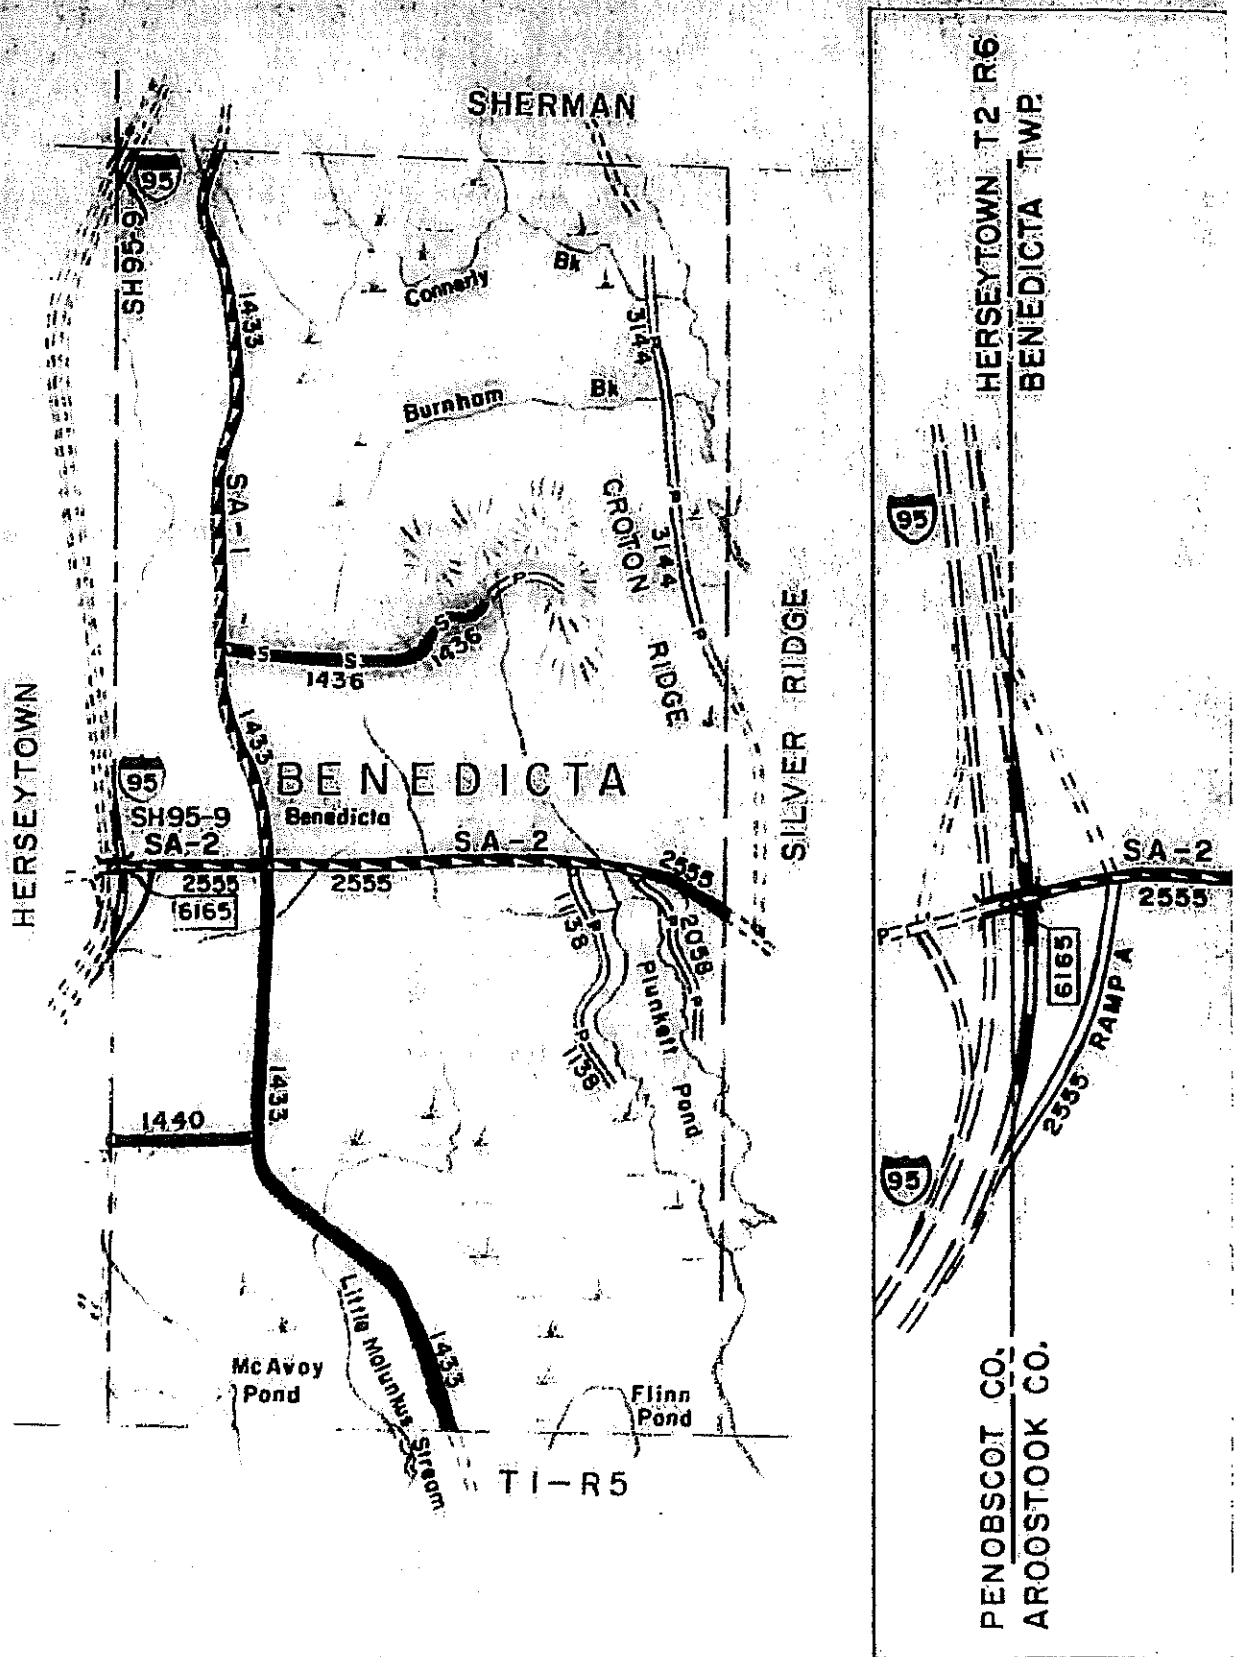 SHERMAN
95
SH95-9
1433
Connerly
Bk
3144
Burnham
Bk
SA-1
CROTON
RIDGE
3144
P
P
P
S
S
S
P
1436
1436
SILVER RIDGE
HERSEYTOWN
1433
95
BENEDICTA
Benedicta
SH95-9
SA-2
SA-2
2555
2555
2555
6165
1138
P
2058
P
P
Plunkett
Pond
P
1138
1433
1440
Little Molunkus Stream
1433
McAvoy
Pond
Flinn
Pond
T1-R5
HERSEYTOWN T2 R6
BENEDICTA TWP.
95
SA-2
2555
P
6165
2555 RAMP A
95
PENOBSCOT CO.
AROOSTOOK CO.